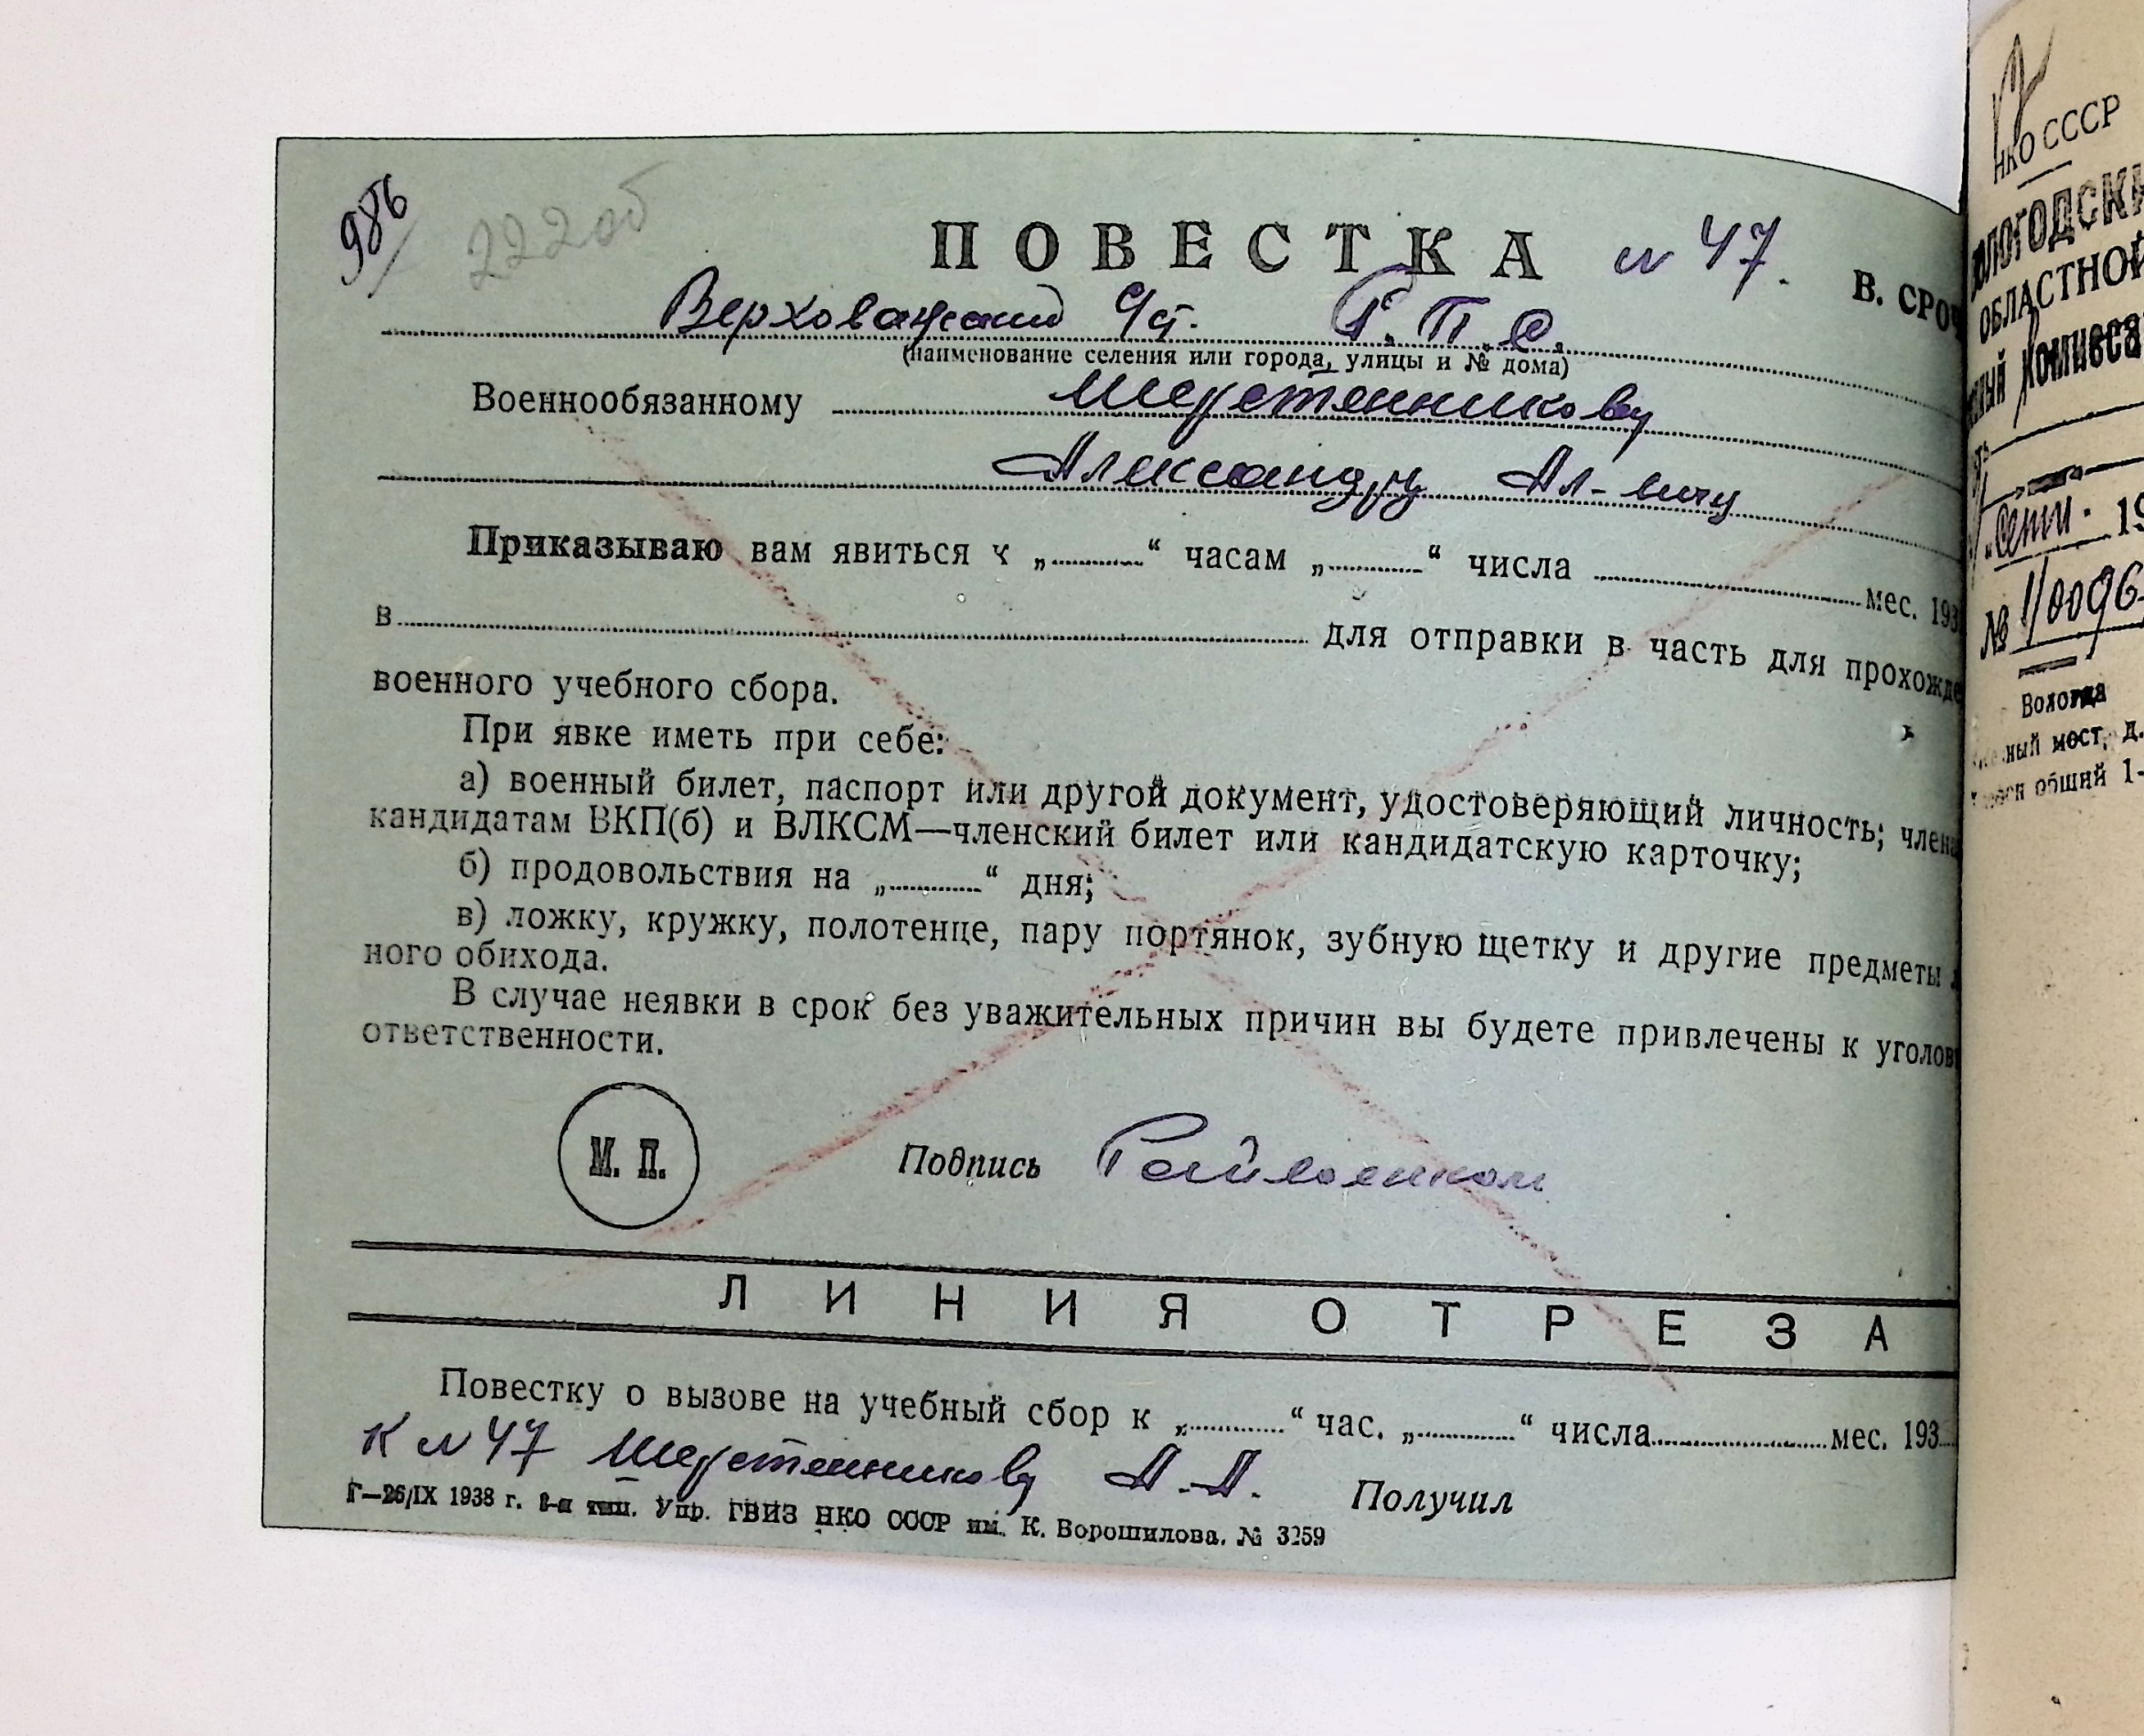 986
222об
ПОВЕСТКА № 47.
В. СРОЧ
Верховажский с/с. Р.П.С.
(наименование селения или города, улицы и № дома)
Военнообязанному Шерстенникову
Александру Ал-вичу
Приказываю вам явиться к „ “ часам „ “ числа мес. 193
в для отправки в часть для прохожде
военного учебного сбора.
При явке иметь при себе:
а) военный билет, паспорт или другой документ, удостоверяющий личность; члена
кандидатам ВКП(б) и ВЛКСМ—членский билет или кандидатскую карточку;
б) продовольствия на „ “ дня;
в) ложку, кружку, полотенце, пару портянок, зубную щетку и другие предметы
ного обихода.
В случае неявки в срок без уважительных причин вы будете привлечены к уголов
ответственности.
М. П.
Подпись Райвоенком
ЛИНИЯ ОТРЕЗА
Повестку о вызове на учебный сбор к „ “ час. „ “ числа мес. 193
К № 47 Шерстенникову А.А. Получил
Г—26/IX 1938 г. Упр. ГВИЗ НКО СССР им. К. Ворошилова. № 3259
НКО СССР
ОЛОГОДСКИ
ОБЛАСТНОЙ
Комисса
сент. 19
№ 1/0096
Вологда
ный мост, д.
общий 1-